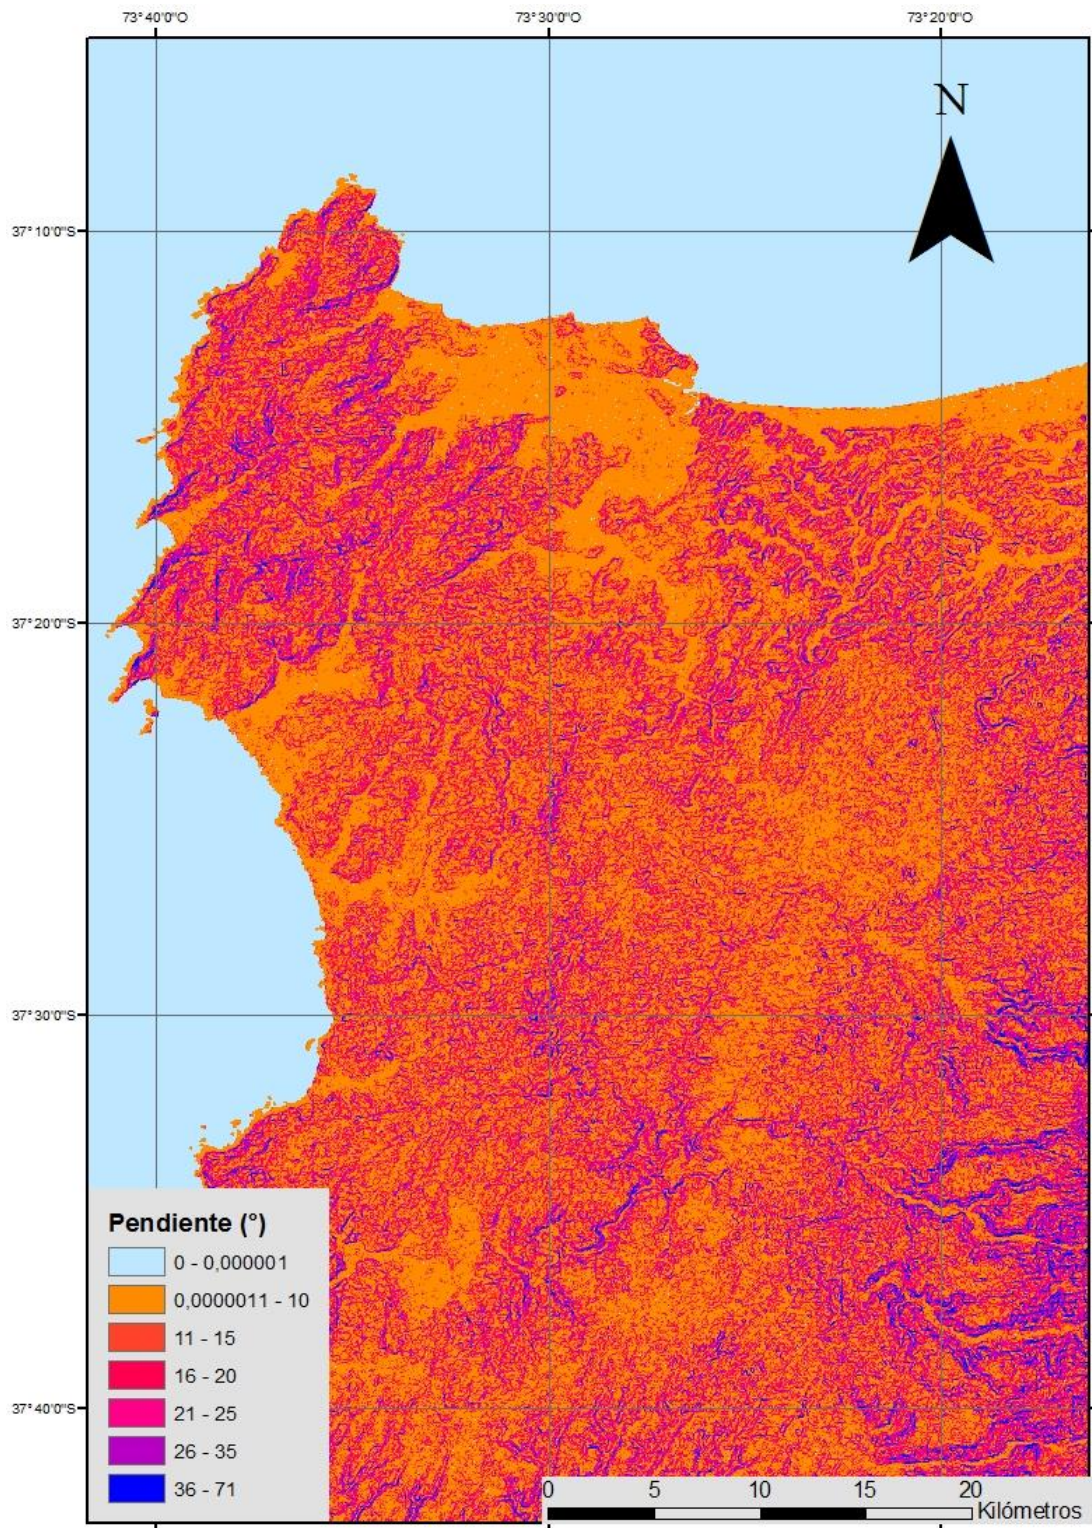 73°40'0"O 73°30'0"O 73°20'0"O
N
37°10'0"S
37°20'0"S
37°30'0"S
37°40'0"S
Pendiente (°)
0 - 0,000001
0,0000011 - 10
11 - 15
16 - 20
21 - 25
26 - 35
36 - 71
0 5 10 15 20
Kilómetros